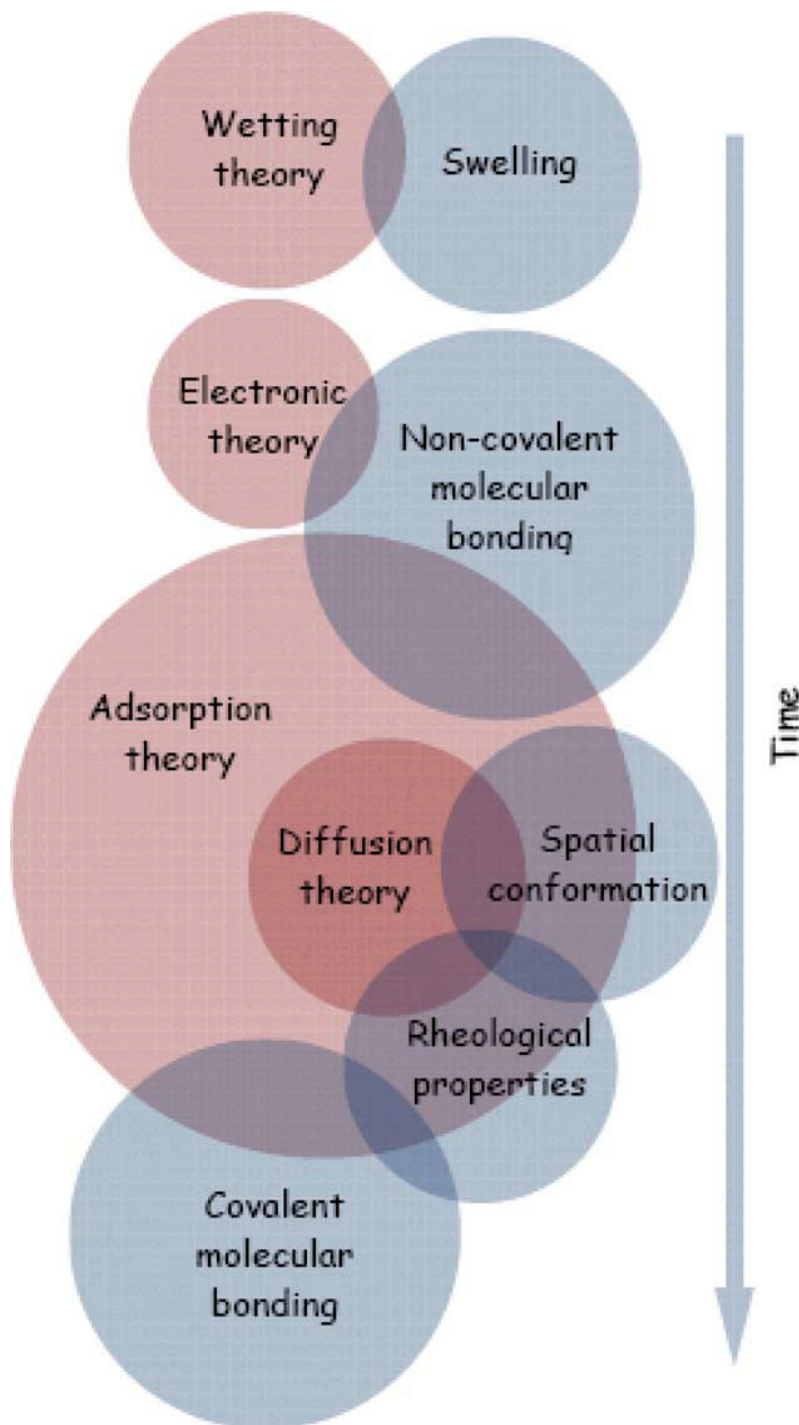 Wetting
theory
Swelling
Electronic
theory
Non-covalent
molecular
bonding
Adsorption
theory
Time
Diffusion
theory
Spatial
conformation
Rheological
properties
Covalent
molecular
bonding